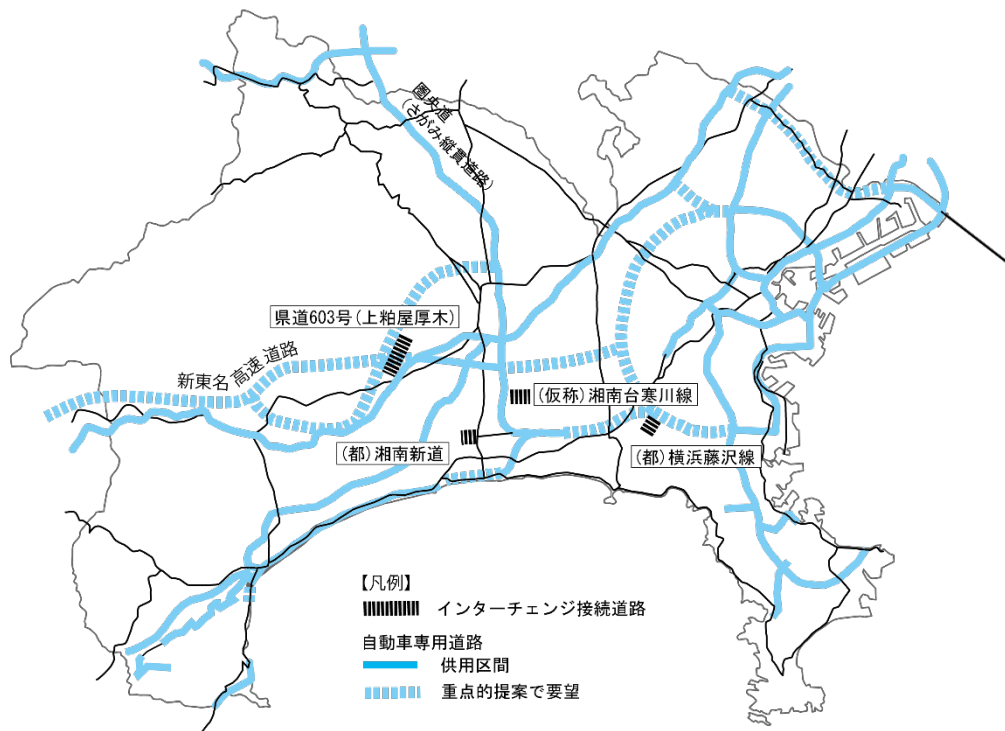 圏央道
(さがみ縦貫道路)
県道603号(上粕屋厚木)
新東名高速道路
(仮称)湘南台寒川線
(都)湘南新道
(都)横浜藤沢線
【凡例】
インターチェンジ接続道路
自動車専用道路
供用区間
重点的提案で要望